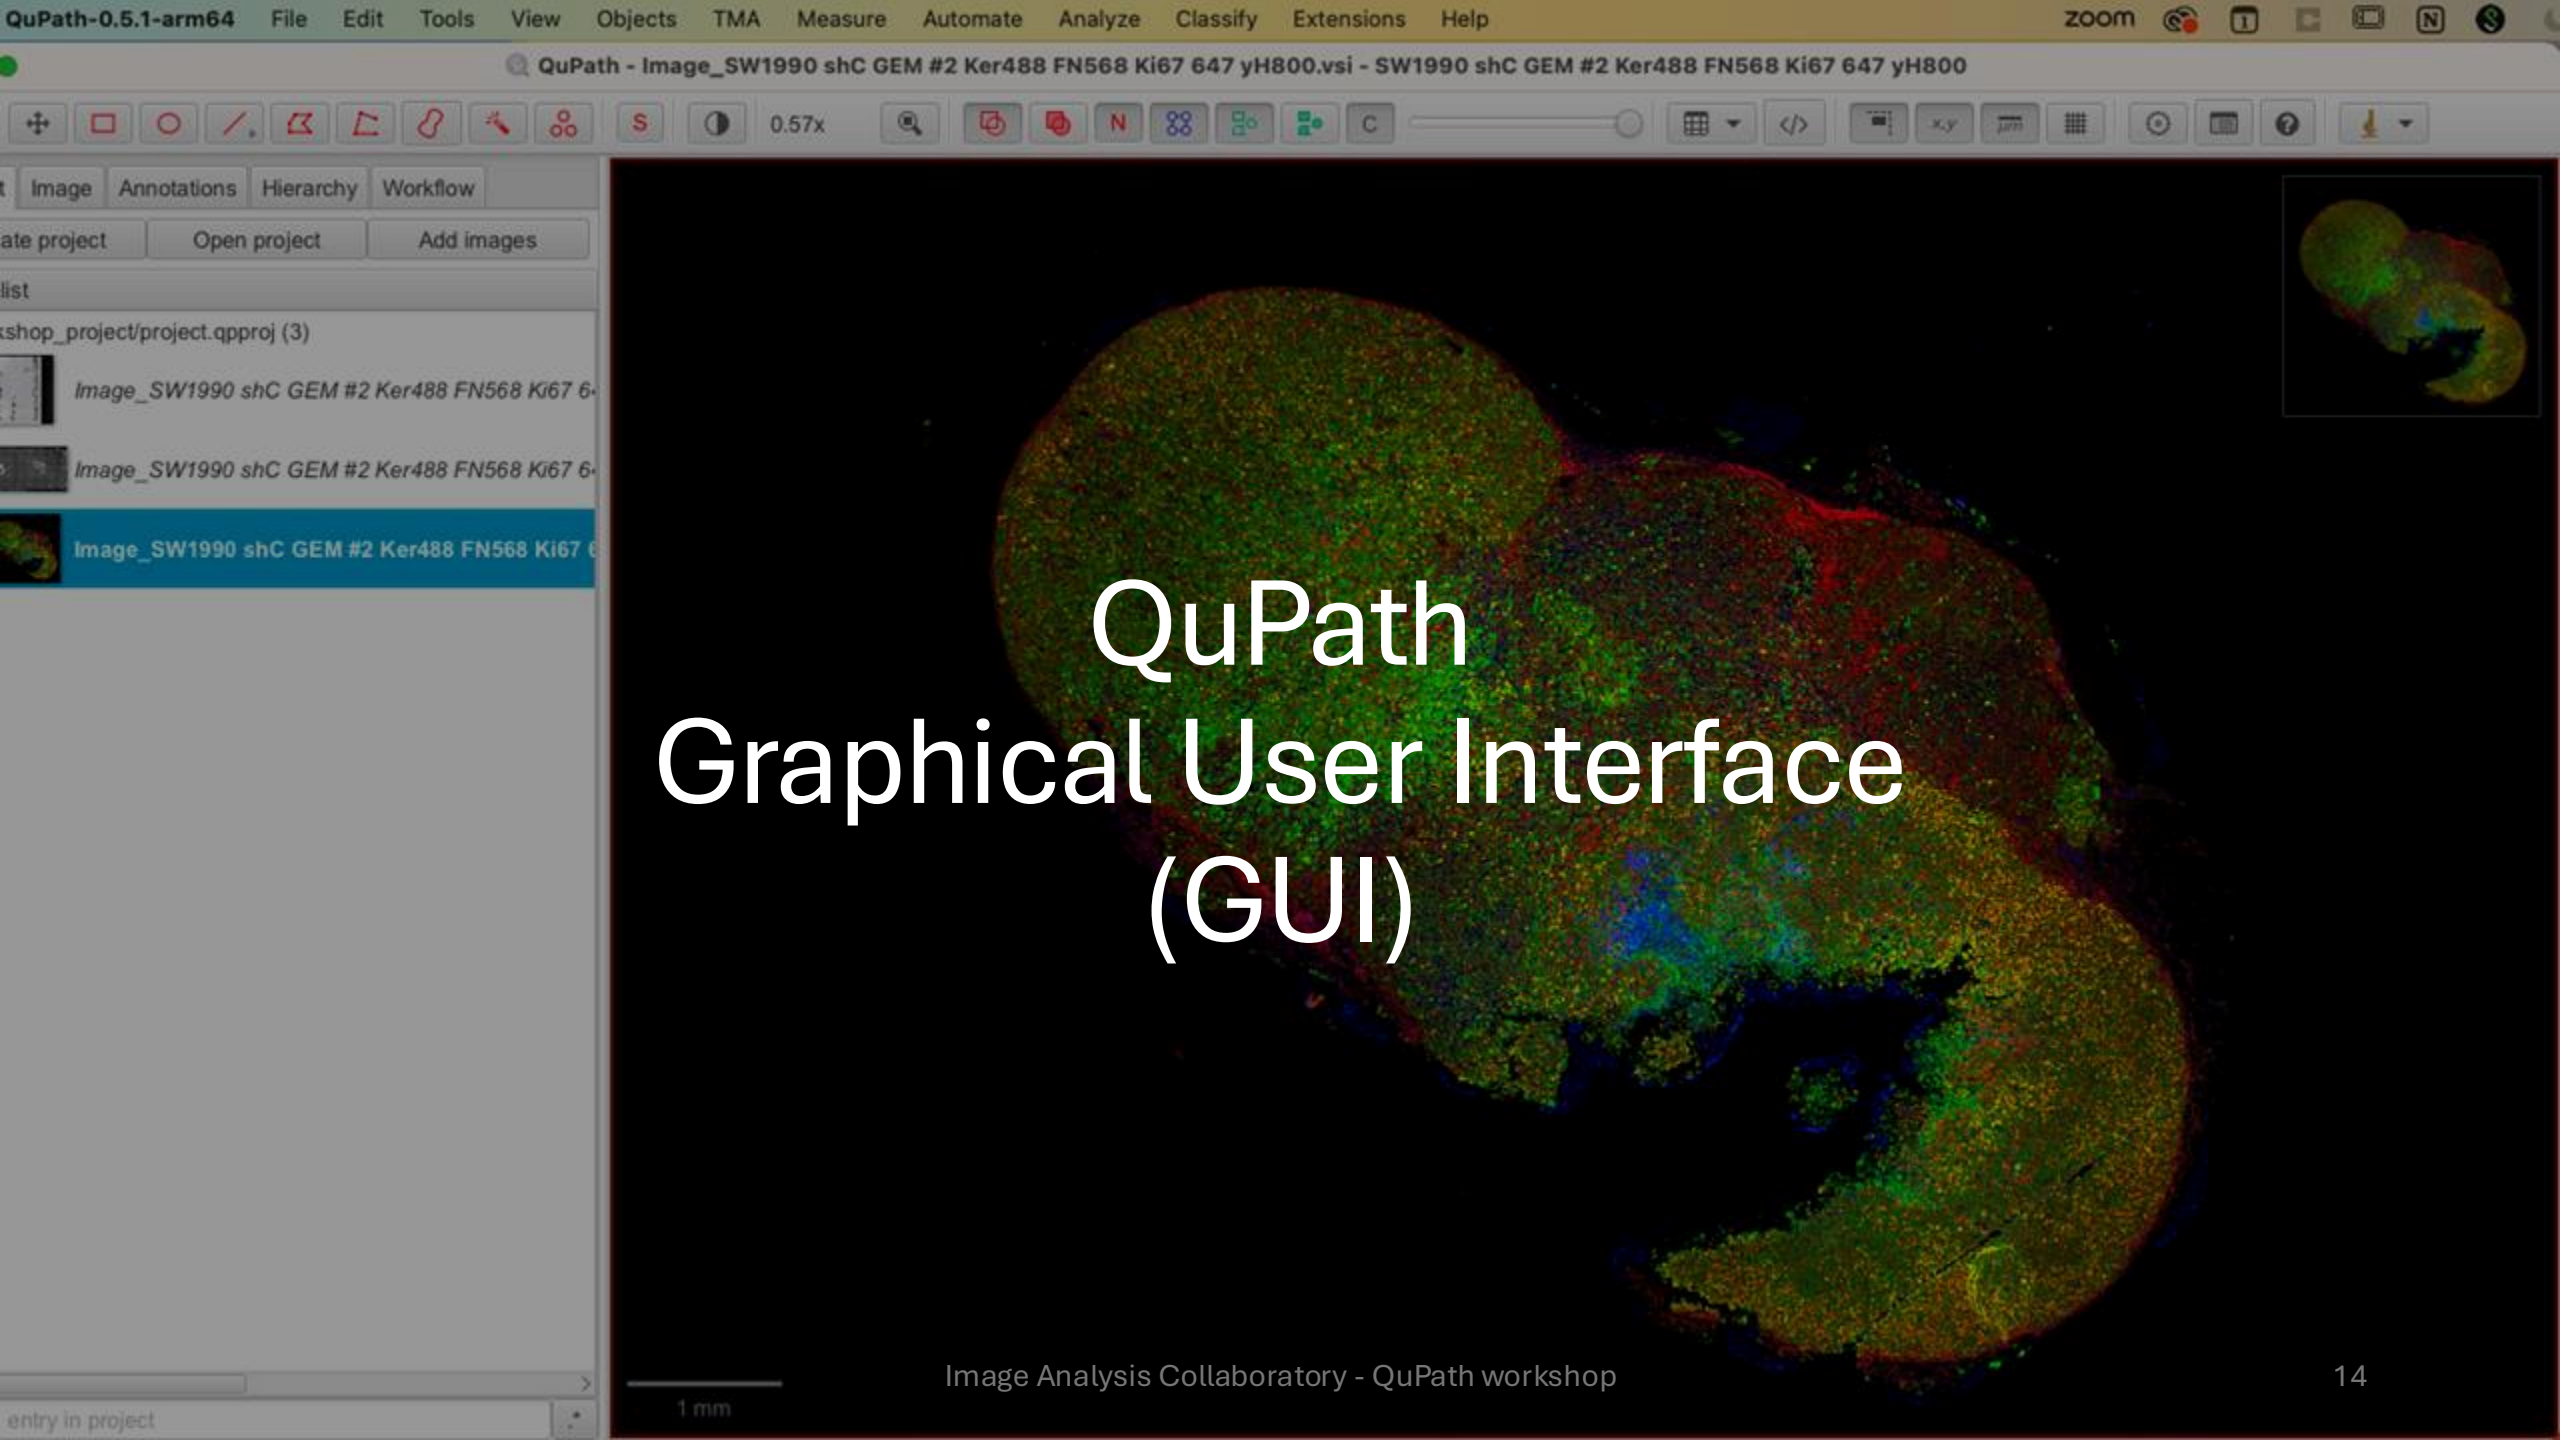 QuPath-0.5.1-arm64 File Edit Tools View Objects TMA Measure Automate Analyze Classify Extensions Help zoom
QuPath - Image_SW1990 shC GEM #2 Ker488 FN568 Ki67 647 yH800.vsi - SW1990 shC GEM #2 Ker488 FN568 Ki67 647 yH800
S 0.57x N C x,y µm
Image Annotations Hierarchy Workflow
ate project Open project Add images
list
kshop_project/project.qpproj (3)
Image_SW1990 shC GEM #2 Ker488 FN568 Ki67 6
Image_SW1990 shC GEM #2 Ker488 FN568 Ki67 6
Image_SW1990 shC GEM #2 Ker488 FN568 Ki67 6
QuPath
Graphical User Interface
(GUI)
Image Analysis Collaboratory - QuPath workshop
14
1 mm
entry in project